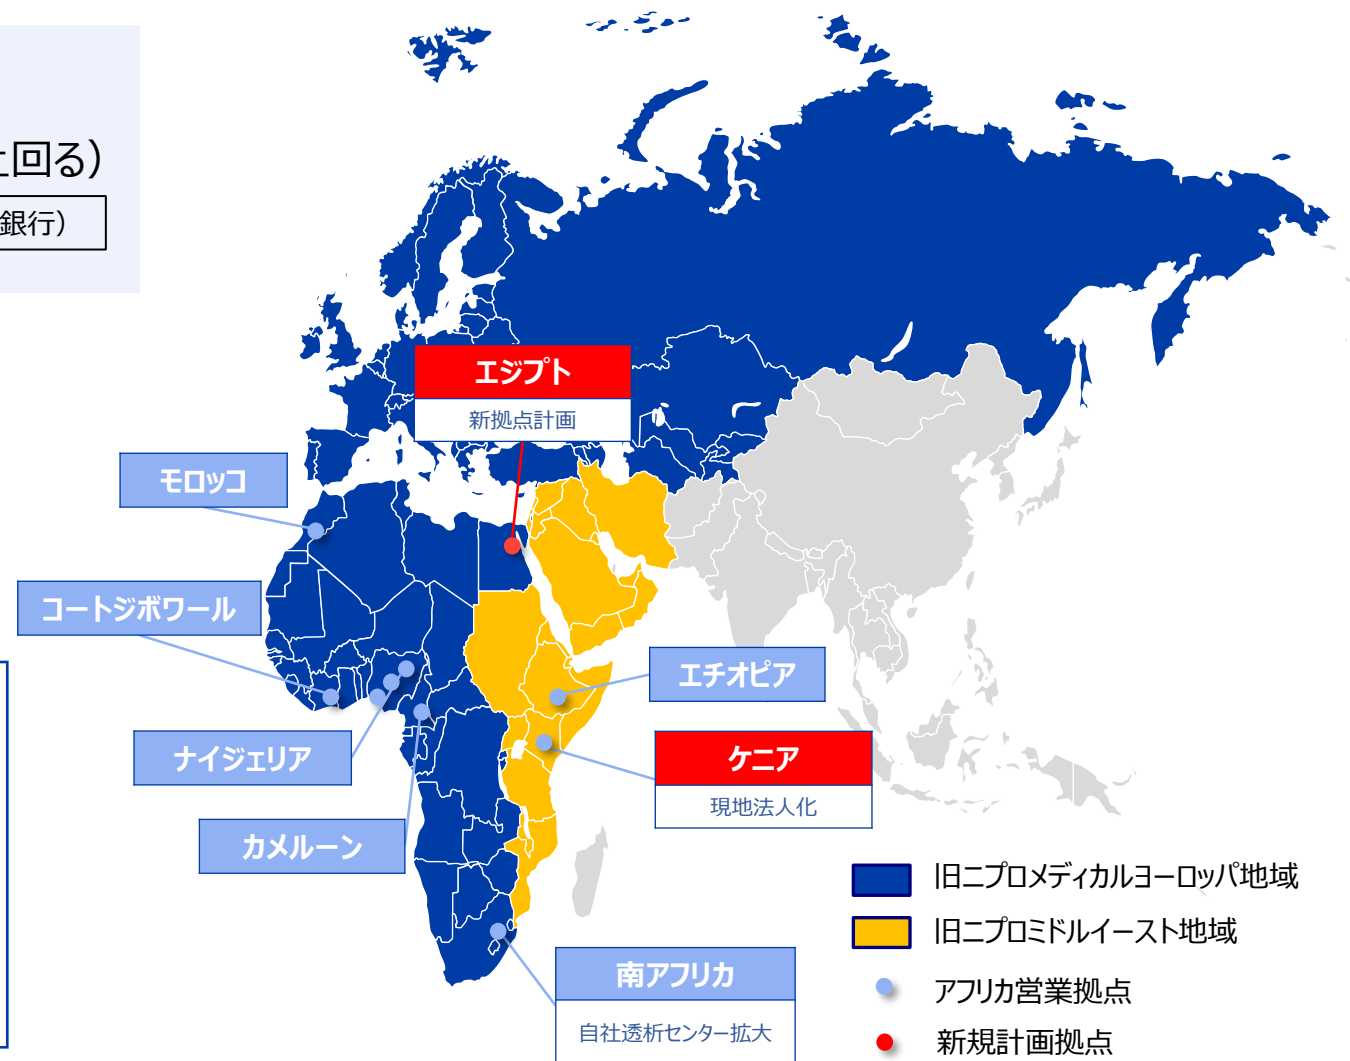 上回る）
銀行）
エジプト
新拠点計画
モロッコ
コートジボワール
エチオピア
ナイジェリア
ケニア
現地法人化
カメルーン
南アフリカ
自社透析センター拡大
旧ニプロメディカルヨーロッパ地域
旧ニプロミドルイースト地域
アフリカ営業拠点
新規計画拠点